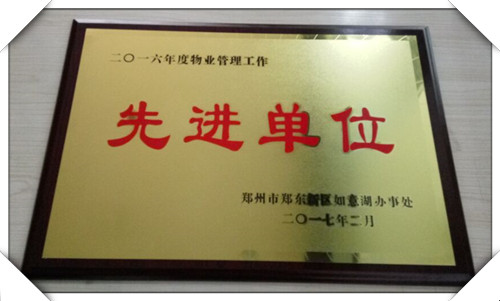 二〇一六年度物业管理工作
先进单位
郑州市郑东新区如意湖办事处
二〇一七年二月